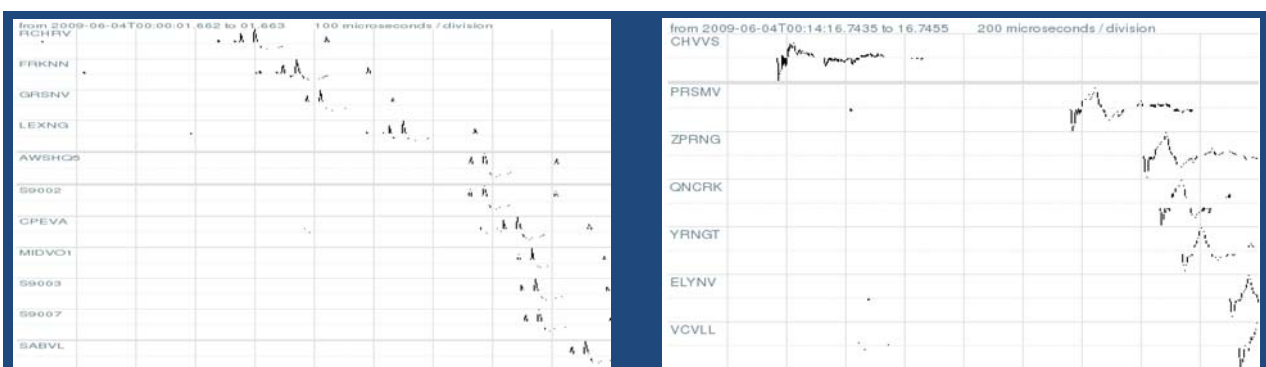 from 2009-06-04T00:00:01.662 to 01.663 100 microseconds / division
RCHRV
FRKNN
GRSNV
LEXNG
AWSHQ5
S9002
CPEVA
MIDVO1
S9003
S9007
SABVL
from 2009-06-04T00:14:16.7435 to 16.7455 200 microseconds / division
CHVVS
PRSMV
ZPRNG
QNCRK
YRNGT
ELYNV
VCVLL